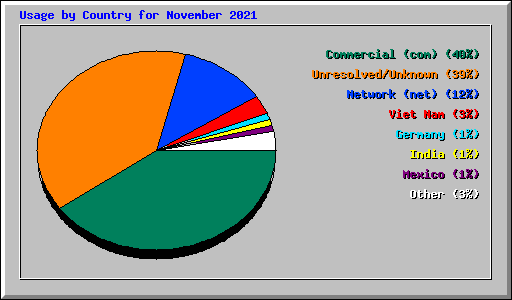 Usage by Country for November 2021
Commercial (com) (40%)
Unresolved/Unknown (39%)
Network (net) (12%)
Viet Nam (3%)
Germany (1%)
India (1%)
Mexico (1%)
Other (3%)